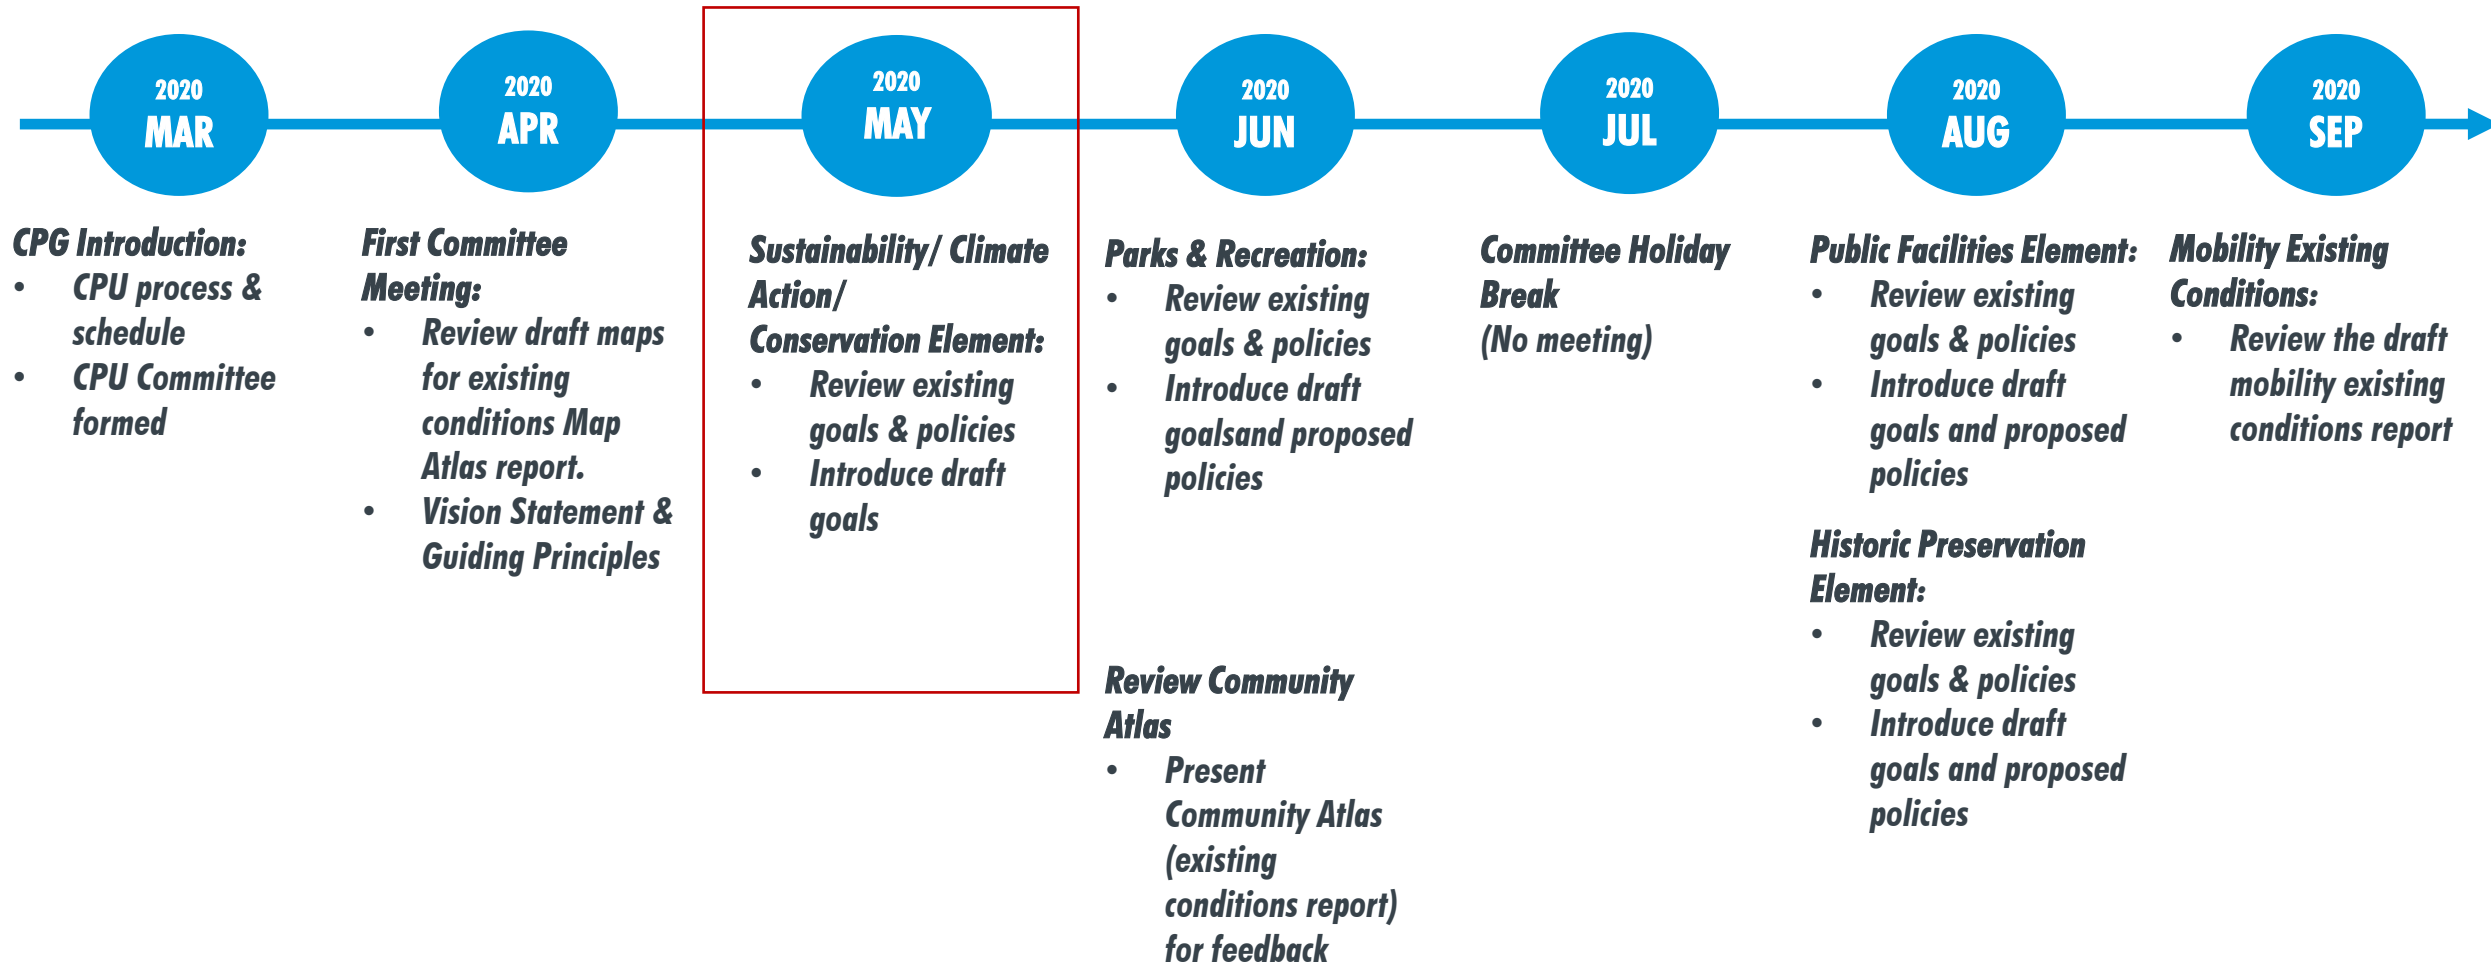 2020
MAR
CPG Introduction:
• CPU process &
schedule
• CPU Committee
formed
2020
APR
First Committee
Meeting:
• Review draft maps
for existing
conditions Map
Atlas report.
• Vision Statement &
Guiding Principles
2020
MAY
Sustainability/ Climate
Action/
Conservation Element:
• Review existing
goals & policies
• Introduce draft
goals
2020
JUN
Parks & Recreation:
• Review existing
goals & policies
• Introduce draft
goalsand proposed
policies
Review Community
Atlas
• Present
Community Atlas
(existing
conditions report)
for feedback
2020
JUL
Committee Holiday
Break
(No meeting)
2020
AUG
Public Facilities Element:
• Review existing
goals & policies
• Introduce draft
goals and proposed
policies
Historic Preservation
Element:
• Review existing
goals & policies
• Introduce draft
goals and proposed
policies
2020
SEP
Mobility Existing
Conditions:
• Review the draft
mobility existing
conditions report